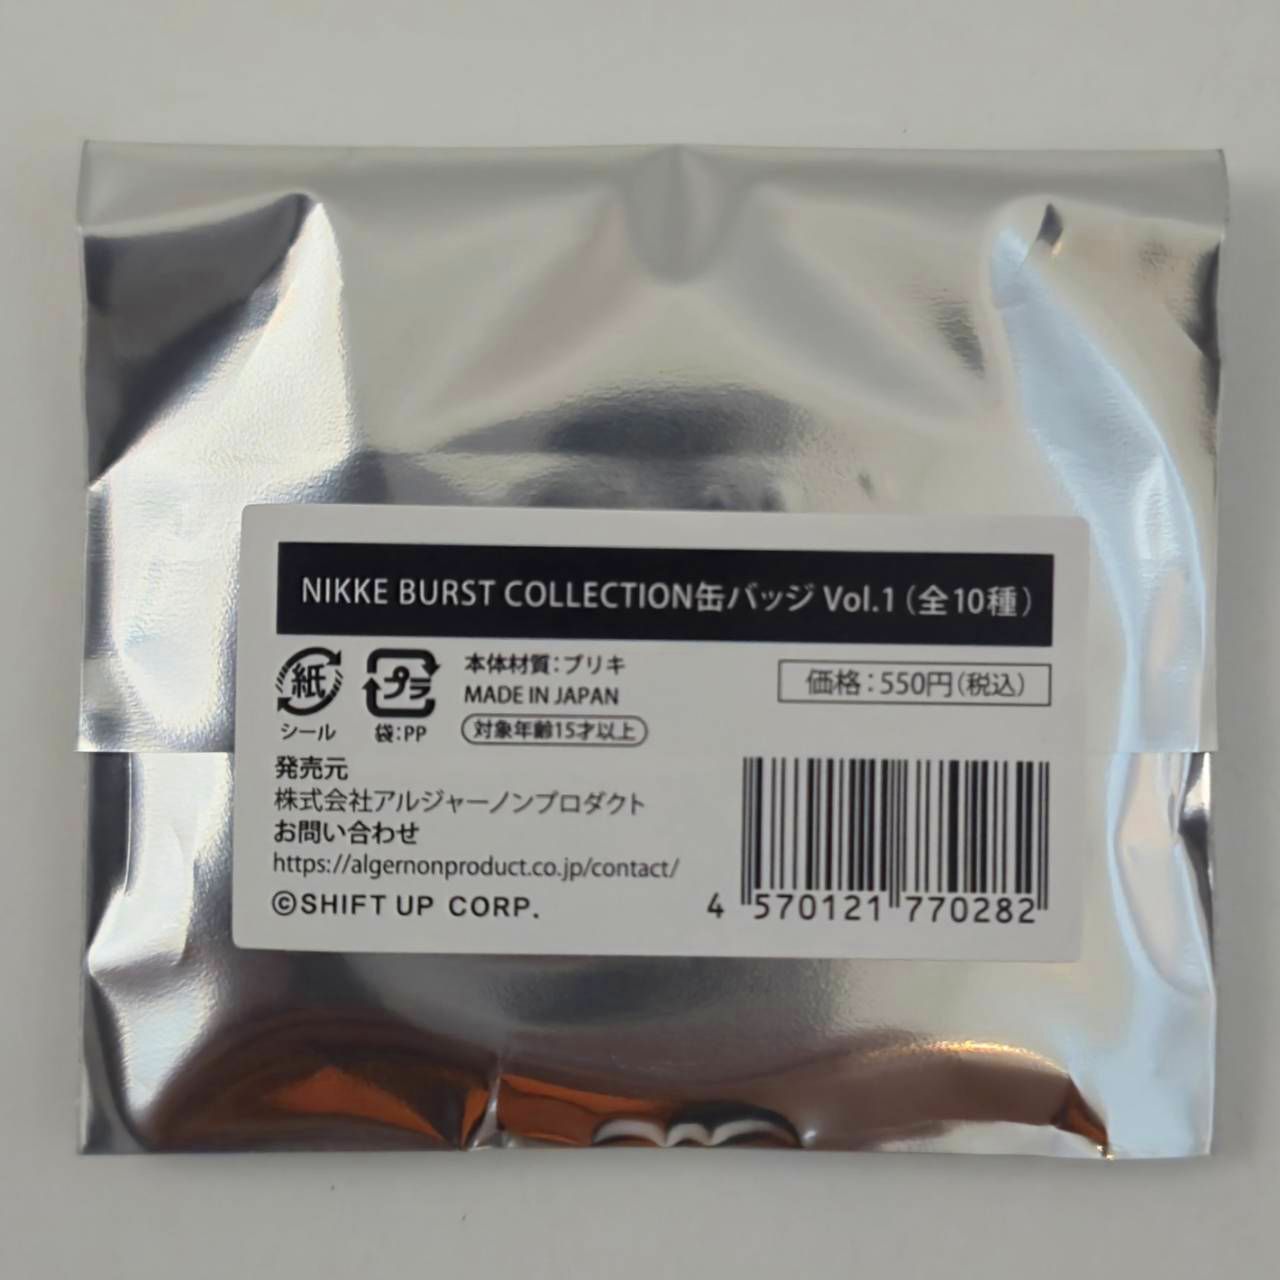 NIKKE BURST COLLECTION缶バッジ Vol.1（全10種）
紙
シール
プラ
袋：PP
本体材質：ブリキ
MADE IN JAPAN
対象年齢15才以上
価格：550円（税込）
発売元
株式会社アルジャーノンプロダクト
お問い合わせ
https://algernonproduct.co.jp/contact/
©SHIFT UP CORP.
4 570121 770282